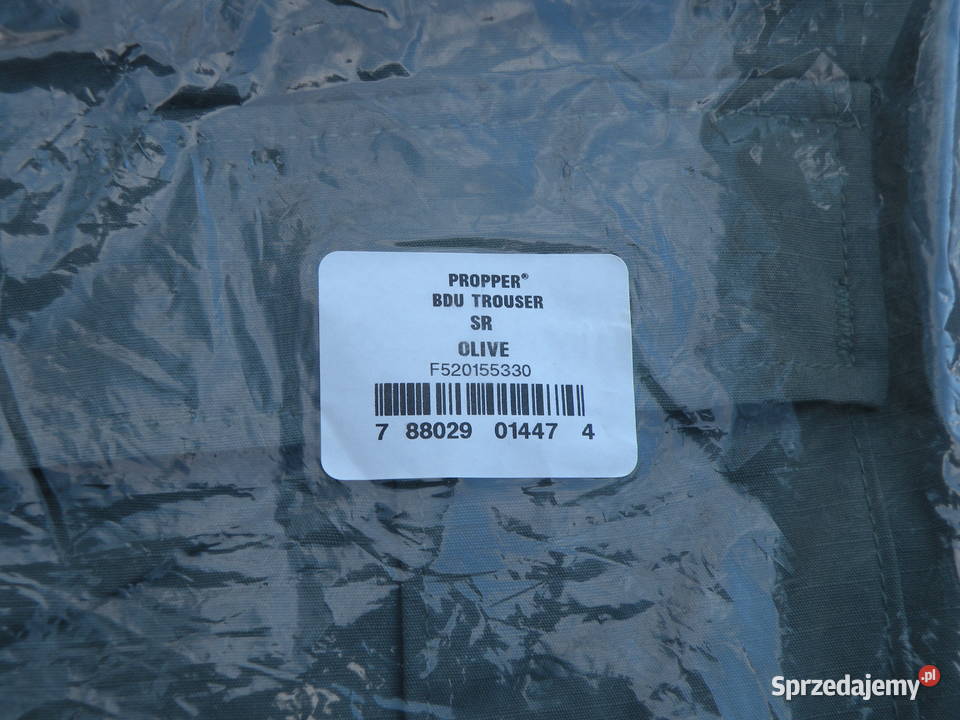 PROPPER®
BDU TROUSER
SR
OLIVE
F520155330
7 88029 01447 4
Sprzedajemy.pl